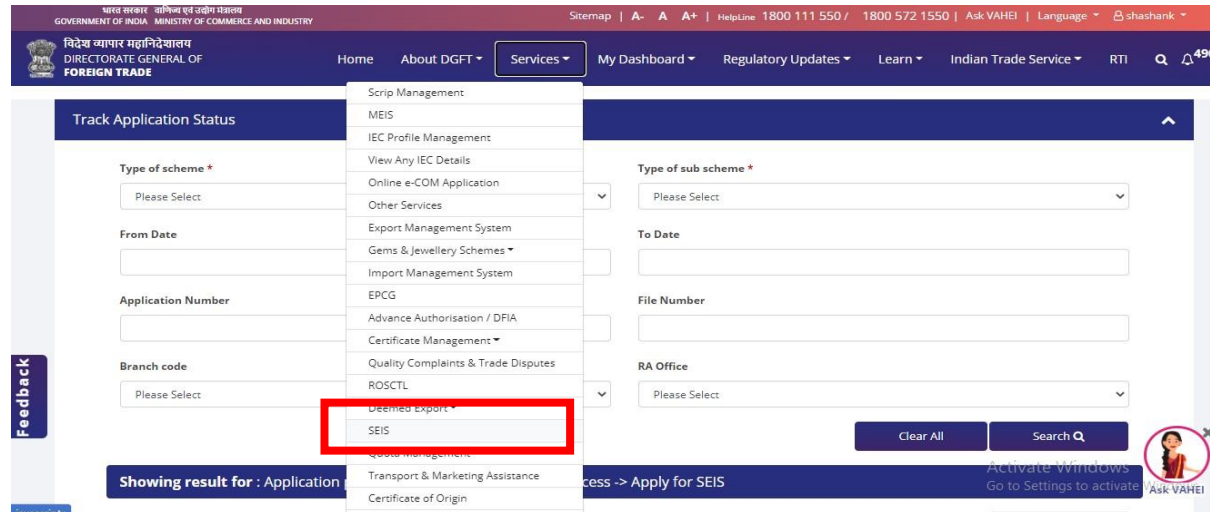 भारत सरकार वाणिज्य एवं उद्योग मंत्रालय
GOVERNMENT OF INDIA MINISTRY OF COMMERCE AND INDUSTRY
Sitemap | A- A A+ | HelpLine 1800 111 550 / 1800 572 1550 | Ask VAHEI | Language shashank
विदेश व्यापार महानिदेशालय
DIRECTORATE GENERAL OF
FOREIGN TRADE
Home About DGFT Services My Dashboard Regulatory Updates Learn Indian Trade Service RTI
Scrip Management
MEIS
IEC Profile Management
View Any IEC Details
Online e-COM Application
Other Services
Export Management System
Gems & Jewellery Schemes
Import Management System
EPCG
Advance Authorisation / DFIA
Certificate Management
Quality Complaints & Trade Disputes
ROSCTL
Deemed Export
SEIS
Quota Management
Transport & Marketing Assistance
Certificate of Origin
Track Application Status
Type of scheme *
Please Select
Type of sub scheme *
Please Select
From Date
To Date
Application Number
File Number
Branch code
Please Select
RA Office
Please Select
Clear All Search
Showing result for : Application
cess -> Apply for SEIS
Feedback
Activate Windows
Go to Settings to activate
Ask VAHEI